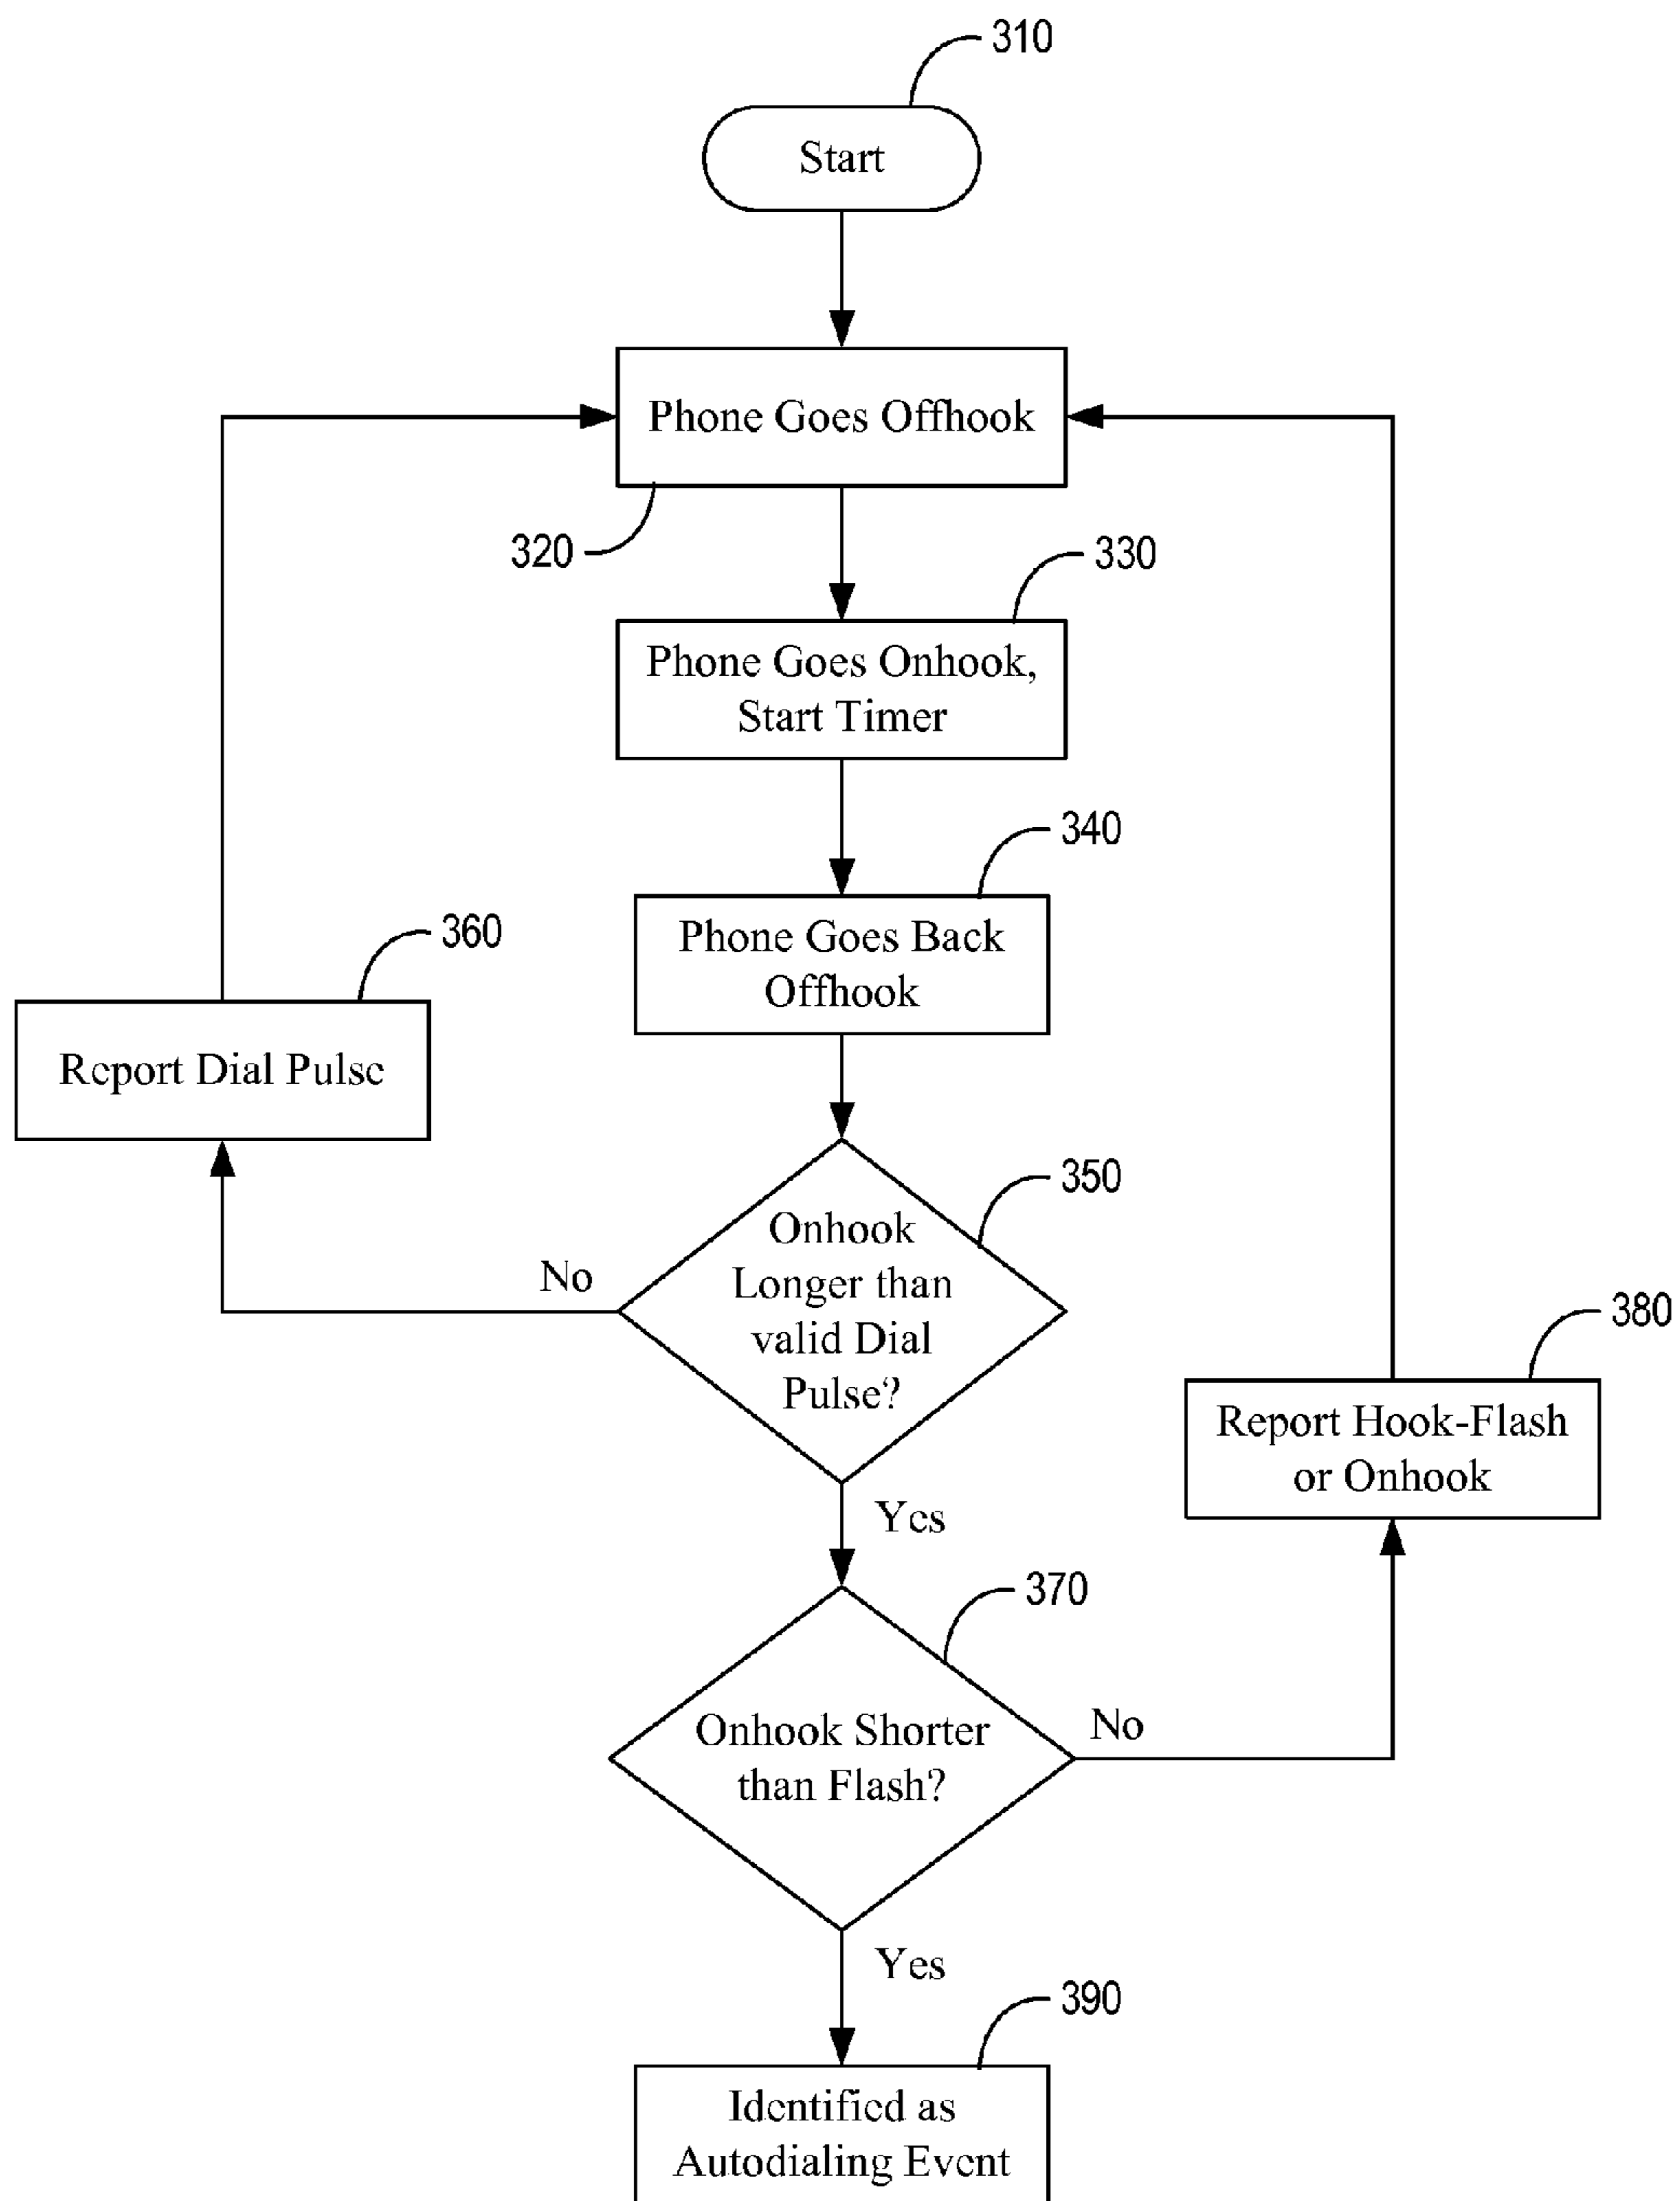 310
Start
Phone Goes Offhook
320
330
Phone Goes Onhook,
Start Timer
340
Phone Goes Back
Offhook
360
Report Dial Pulse
350
Onhook
Longer than
valid Dial
Pulse?
No
Yes
380
Report Hook-Flash
or Onhook
370
Onhook Shorter
than Flash?
No
Yes
390
Identified as
Autodialing Event